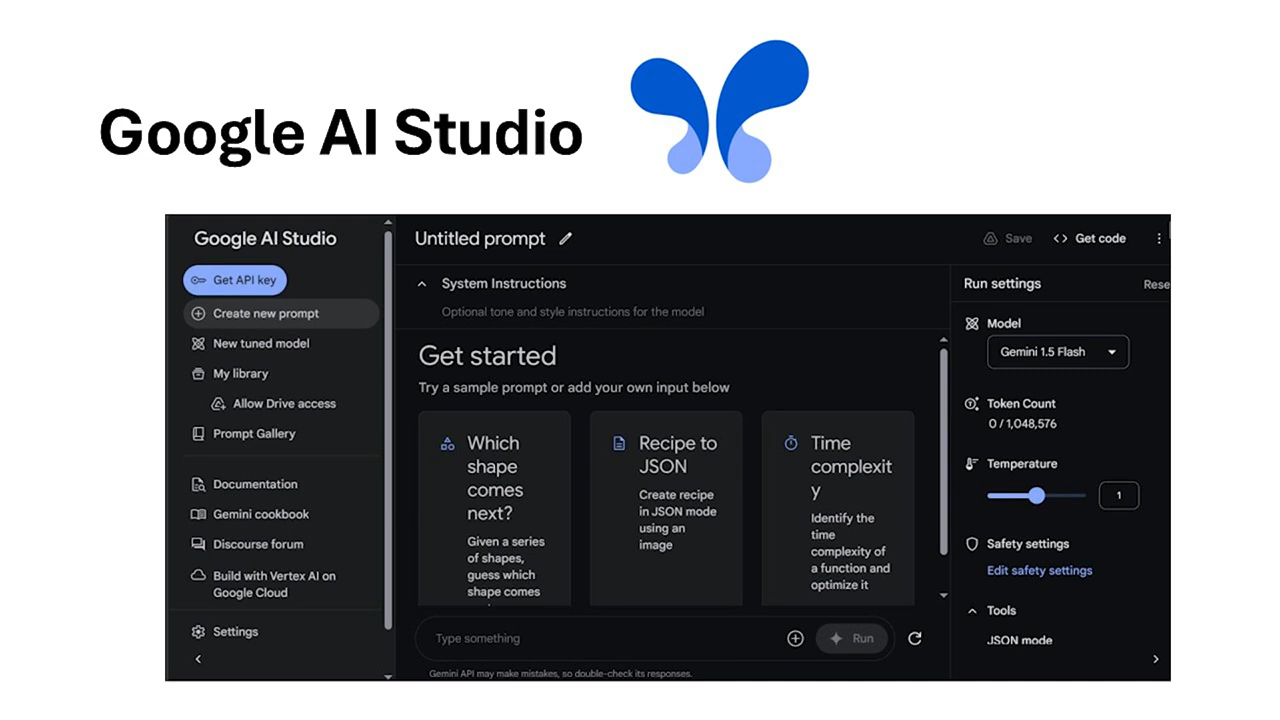 Google AI Studio
Google AI Studio
Get API key
Create new prompt
New tuned model
My library
Allow Drive access
Prompt Gallery
Documentation
Gemini cookbook
Discourse forum
Build with Vertex AI on
Google Cloud
Settings
Untitled prompt
Save
Get code
System Instructions
Optional tone and style instructions for the model
Get started
Try a sample prompt or add your own input below
Which
shape
comes
next?
Given a series
of shapes,
guess which
shape comes
Recipe to
JSON
Create recipe
in JSON mode
using an
image
Time
complexit
y
Identify the
time
complexity of
a function and
optimize it
Type something
Run
Gemini API may make mistakes, so double-check its responses.
Run settings
Rese
Model
Gemini 1.5 Flash
Token Count
0 / 1,048,576
Temperature
1
Safety settings
Edit safety settings
Tools
JSON mode